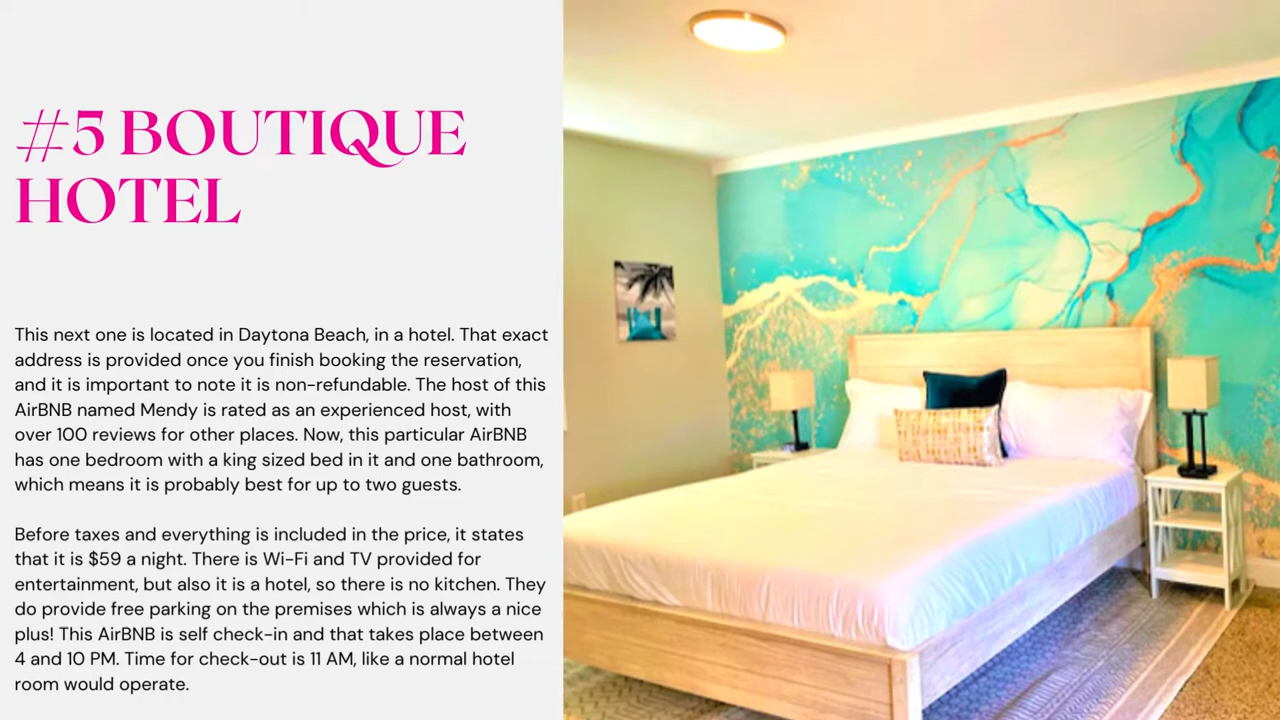 #5 BOUTIQUE
HOTEL
This next one is located in Daytona Beach, in a hotel. That exact
address is provided once you finish booking the reservation,
and it is important to note it is non-refundable. The host of this
AirBNB named Mendy is rated as an experienced host, with
over 100 reviews for other places. Now, this particular AirBNB
has one bedroom with a king sized bed in it and one bathroom,
which means it is probably best for up to two guests.
Before taxes and everything is included in the price, it states
that it is $59 a night. There is Wi-Fi and TV provided for
entertainment, but also it is a hotel, so there is no kitchen. They
do provide free parking on the premises which is always a nice
plus! This AirBNB is self check-in and that takes place between
4 and 10 PM. Time for check-out is 11 AM, like a normal hotel
room would operate.